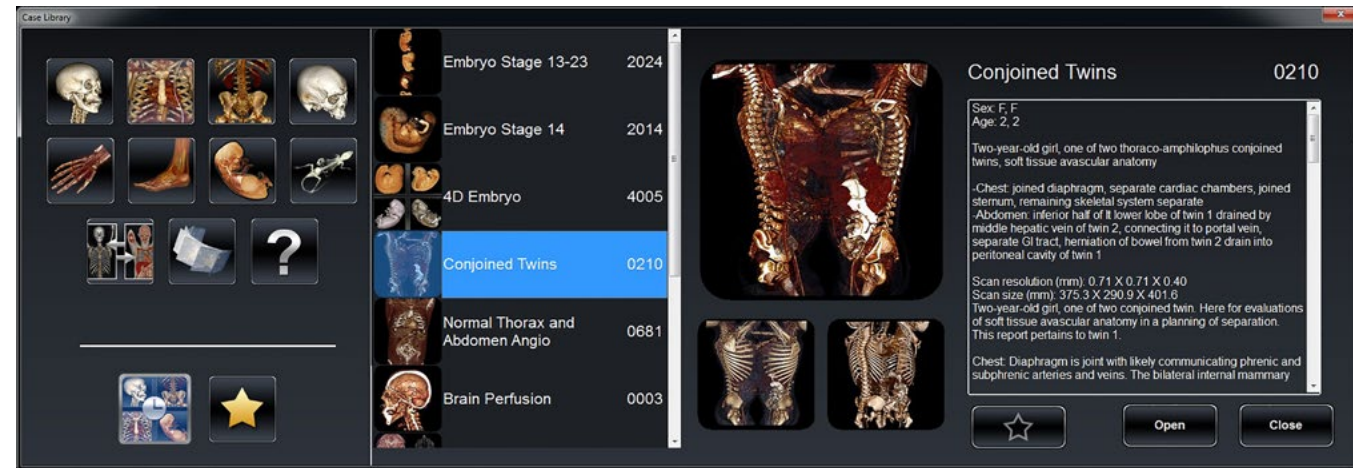 Case Library
Embryo Stage 13-23 2024
Embryo Stage 14 2014
4D Embryo 4005
Conjoined Twins 0210
Normal Thorax and
Abdomen Angio 0681
Brain Perfusion 0003
?
Conjoined Twins 0210
Sex: F, F
Age: 2, 2
Two-year-old girl, one of two thoraco-amphilophus conjoined
twins, soft tissue avascular anatomy
-Chest: joined diaphragm, separate cardiac chambers, joined
sternum, remaining skeletal system separate
-Abdomen: inferior half of lt lower lobe of twin 1 drained by
middle hepatic vein of twin 2, connecting it to portal vein,
separate GI tract, herniation of bowel from twin 2 drain into
peritoneal cavity of twin 1
Scan resolution (mm): 0.71 X 0.71 X 0.40
Scan size (mm): 375.3 X 290.9 X 401.6
Two-year-old girl, one of two conjoined twin. Here for evaluations
of soft tissue avascular anatomy in a planning of separation.
This report pertains to twin 1.
Chest: Diaphragm is joint with likely communicating phrenic and
subphrenic arteries and veins. The bilateral internal mammary
Open
Close